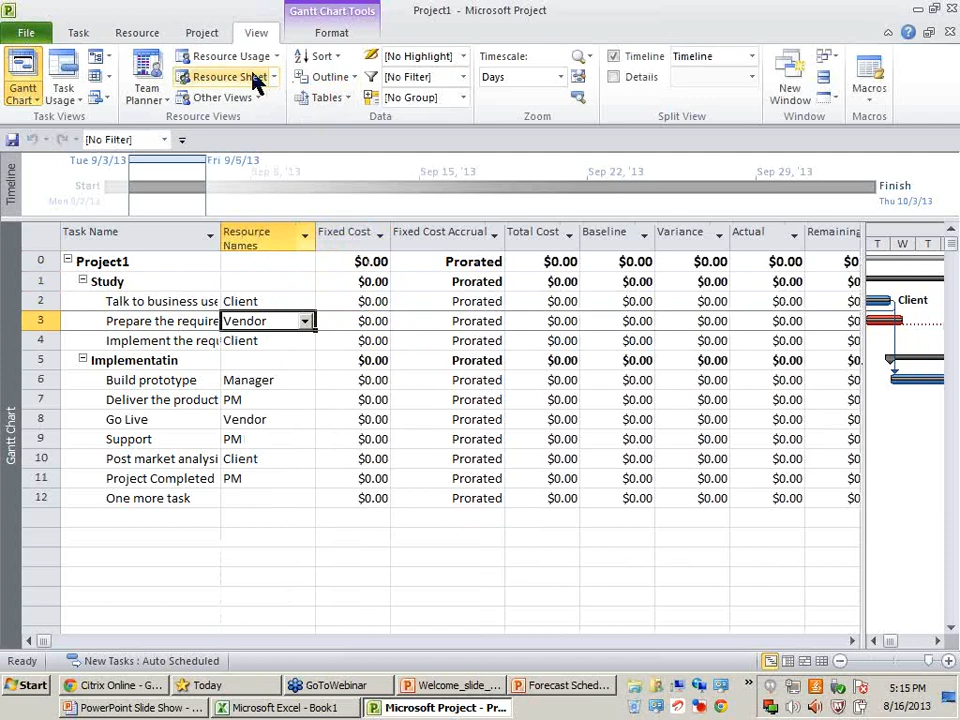 Gantt Chart Tools
Project1 - Microsoft Project
File Task Resource Project View Format
Gantt Chart
Task Usage
Team Planner
Resource Usage
Resource Sheet
Other Views
Sort
Outline
Tables
[No Highlight]
[No Filter]
[No Group]
Timescale:
Days
Timeline Timeline
Details
New Window
Macros
Task Views Resource Views Data Zoom Split View Window Macros
[No Filter]
Timeline
Tue 9/3/13 Fri 9/6/13
Sep 15, '13 Sep 22, '13 Sep 29, '13
Start
Finish
Thu 10/3/13
Task Name Resource Names Fixed Cost Fixed Cost Accrual Total Cost Baseline Variance Actual Remaining
T W T
0 Project1 $0.00 Prorated $0.00 $0.00 $0.00 $0.00 $0
1 Study $0.00 Prorated $0.00 $0.00 $0.00 $0.00 $0
2 Talk to business use Client $0.00 Prorated $0.00 $0.00 $0.00 $0.00 $0 Client
3 Prepare the require Vendor $0.00 Prorated $0.00 $0.00 $0.00 $0.00 $0
4 Implement the requ Client $0.00 Prorated $0.00 $0.00 $0.00 $0.00 $0
5 Implementatin $0.00 Prorated $0.00 $0.00 $0.00 $0.00 $0.
6 Build prototype Manager $0.00 Prorated $0.00 $0.00 $0.00 $0.00 $0
7 Deliver the product PM $0.00 Prorated $0.00 $0.00 $0.00 $0.00 $0
8 Go Live Vendor $0.00 Prorated $0.00 $0.00 $0.00 $0.00 $0
9 Support PM $0.00 Prorated $0.00 $0.00 $0.00 $0.00 $0
10 Post market analysi Client $0.00 Prorated $0.00 $0.00 $0.00 $0.00 $0
11 Project Completed PM $0.00 Prorated $0.00 $0.00 $0.00 $0.00 $0
12 One more task $0.00 Prorated $0.00 $0.00 $0.00 $0.00 $0
Gantt Chart
Ready New Tasks : Auto Scheduled
Start Citrix Online - G... Today GoToWebinar Welcome_slide_... Forecast Sched... 5:15 PM
PowerPoint Slide Show - ... Microsoft Excel - Book1 Microsoft Project - Pr... 8/16/2013